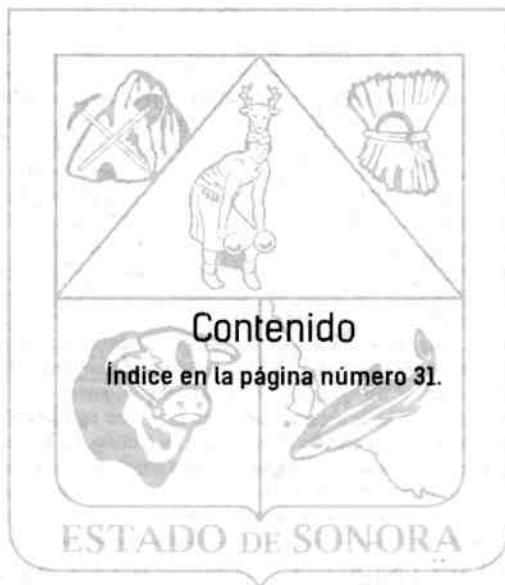 Contenido
Índice en la página número 31.
ESTADO DE SONORA